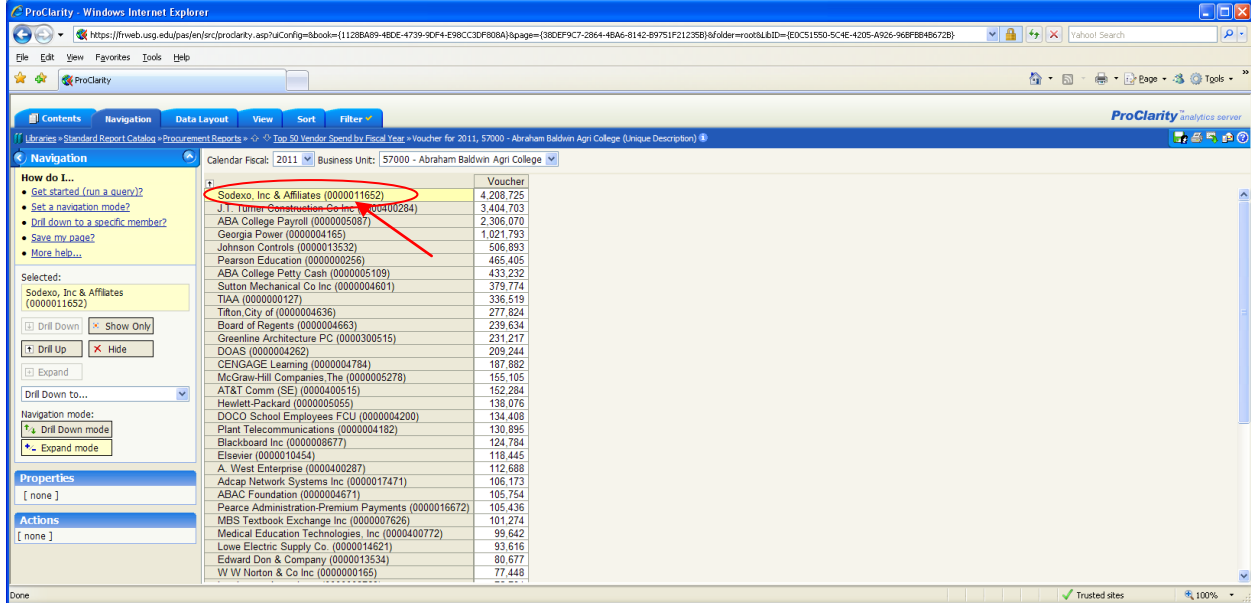 ProClarity - Windows Internet Explorer
https://frweb.usg.edu/pas/en/src/proclarity.asp?uiConfig=&book={1128BA89-4BDE-4739-9DF4-E98CC3DF808A}&page={38DEF9C7-2864-4BA6-8142-B9751F21235B}&folder=root&LibID={E0C51550-5C4E-4205-A926-96BFBB4B672B}
Yahoo! Search
File Edit View Favorites Tools Help
ProClarity
Page Tools
Contents Navigation Data Layout View Sort Filter
ProClarity™ analytics server
Libraries » Standard Report Catalog » Procurement Reports » Top 50 Vendor Spend by Fiscal Year » Voucher for 2011, 57000 - Abraham Baldwin Agri College (Unique Description)
Navigation
Calendar Fiscal: 2011 Business Unit: 57000 - Abraham Baldwin Agri College
How do I...
Get started (run a query)?
Set a navigation mode?
Drill down to a specific member?
Save my page?
More help...
Selected:
Sodexo, Inc & Affiliates
(0000011652)
Drill Down Show Only
Drill Up Hide
Expand
Drill Down to...
Navigation mode:
Drill Down mode
Expand mode
Properties
[ none ]
Actions
[ none ]
Voucher
Sodexo, Inc & Affiliates (0000011652) 4,208,725
J.T. Turner Construction Co Inc 00400284) 3,404,703
ABA College Payroll (0000005087) 2,306,070
Georgia Power (0000004165) 1,021,793
Johnson Controls (0000013532) 506,893
Pearson Education (0000000256) 465,405
ABA College Petty Cash (0000005109) 433,232
Sutton Mechanical Co Inc (0000004601) 379,774
TIAA (0000000127) 336,519
Tifton,City of (0000004636) 277,824
Board of Regents (0000004663) 239,634
Greenline Architecture PC (0000300515) 231,217
DOAS (0000004262) 209,244
CENGAGE Learning (0000004784) 187,882
McGraw-Hill Companies,The (0000005278) 155,105
AT&T Comm (SE) (0000400515) 152,284
Hewlett-Packard (0000005055) 138,076
DOCO School Employees FCU (0000004200) 134,408
Plant Telecommunications (0000004182) 130,895
Blackboard Inc (0000008677) 124,784
Elsevier (0000010454) 118,445
A. West Enterprise (0000400287) 112,688
Adcap Network Systems Inc (0000017471) 106,173
ABAC Foundation (0000004671) 105,754
Pearce Administration-Premium Payments (0000016672) 105,436
MBS Textbook Exchange Inc (0000007626) 101,274
Medical Education Technologies, Inc (0000400772) 99,642
Lowe Electric Supply Co. (0000014621) 93,616
Edward Don & Company (0000013534) 80,677
W W Norton & Co Inc (0000000165) 77,448
Done
Trusted sites
100%